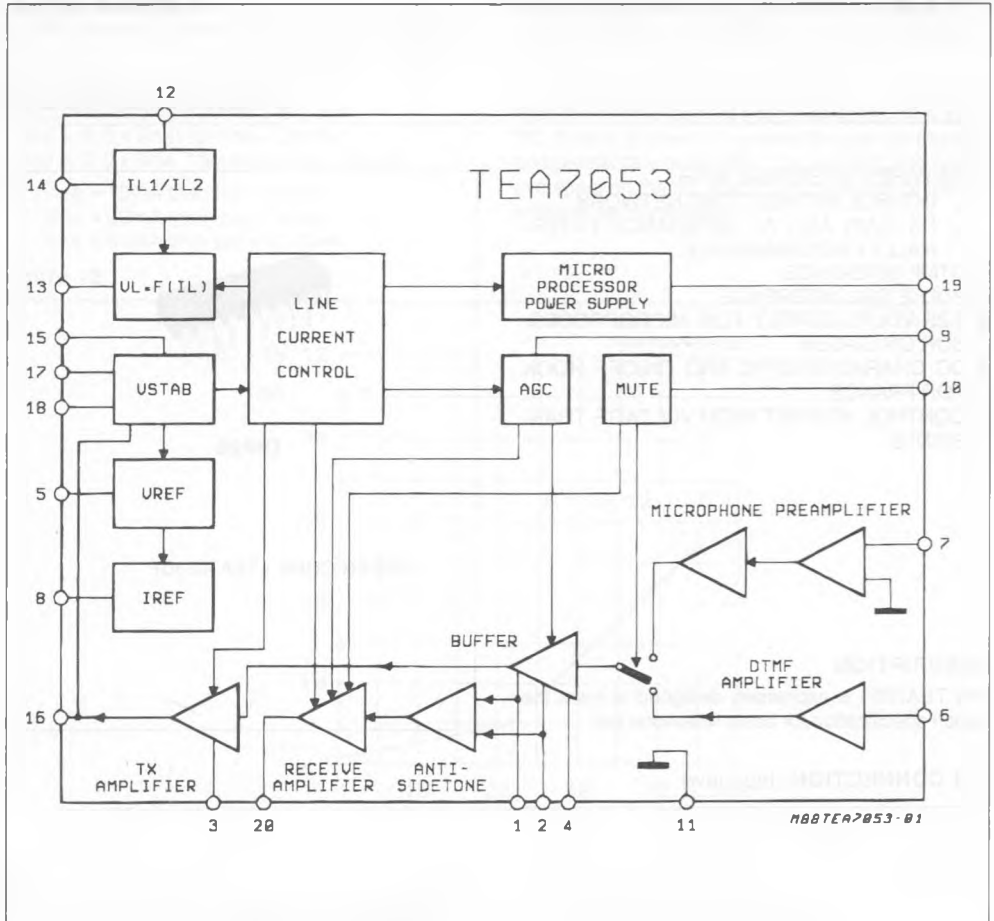 12
14
IL1/IL2
TEA7053
13
VL=F(IL)
LINE
CURRENT
CONTROL
MICRO
PROCESSOR
POWER SUPPLY
19
15
9
17
VSTAB
AGC
MUTE
10
18
5
VREF
MICROPHONE PREAMPLIFIER
7
8
IREF
BUFFER
DTMF
AMPLIFIER
6
16
TX
AMPLIFIER
RECEIVE
AMPLIFIER
ANTI-
SIDETONE
3
20
1
2
4
11
M88TEA7053-01